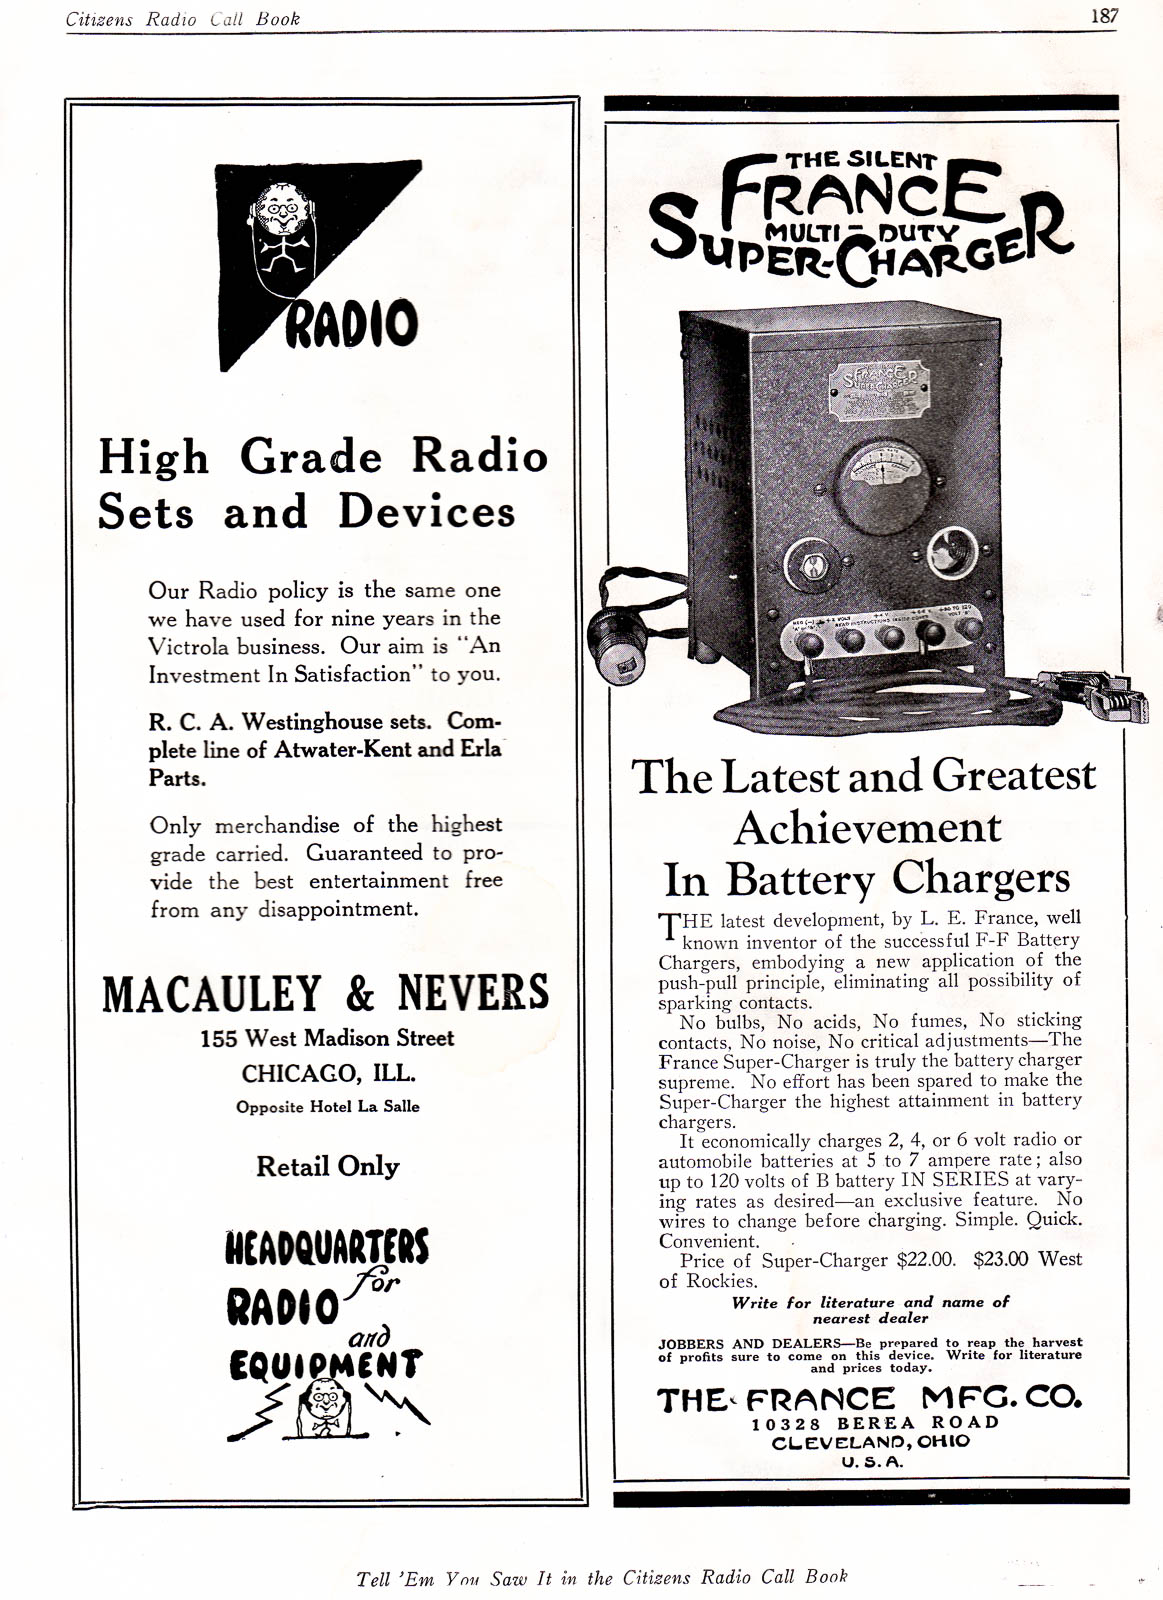 Citizens Radio Call Book
187
RADIO
High Grade Radio
Sets and Devices
Our Radio policy is the same one
we have used for nine years in the
Victrola business. Our aim is "An
Investment In Satisfaction" to you.
R. C. A. Westinghouse sets. Com-
plete line of Atwater-Kent and Erla
Parts.
Only merchandise of the highest
grade carried. Guaranteed to pro-
vide the best entertainment free
from any disappointment.
MACAULEY & NEVERS
155 West Madison Street
CHICAGO, ILL.
Opposite Hotel La Salle
Retail Only
HEADQUARTERS
for
RADIO
and
EQUIPMENT
THE SILENT
FRANCE
MULTI-DUTY
SUPER-CHARGER
FRANCE
SUPER-CHARGER
The Latest and Greatest
Achievement
In Battery Chargers
THE latest development, by L. E. France, well
known inventor of the successful F-F Battery
Chargers, embodying a new application of the
push-pull principle, eliminating all possibility of
sparking contacts.
No bulbs, No acids, No fumes, No sticking
contacts, No noise, No critical adjustments—The
France Super-Charger is truly the battery charger
supreme. No effort has been spared to make the
Super-Charger the highest attainment in battery
chargers.
It economically charges 2, 4, or 6 volt radio or
automobile batteries at 5 to 7 ampere rate; also
up to 120 volts of B battery IN SERIES at vary-
ing rates as desired—an exclusive feature. No
wires to change before charging. Simple. Quick.
Convenient.
Price of Super-Charger $22.00. $23.00 West
of Rockies.
Write for literature and name of
nearest dealer
JOBBERS AND DEALERS—Be prepared to reap the harvest
of profits sure to come on this device. Write for literature
and prices today.
THE FRANCE MFG. CO.
10328 BEREA ROAD
CLEVELAND, OHIO
U. S. A.
Tell 'Em You Saw It in the Citizens Radio Call Book